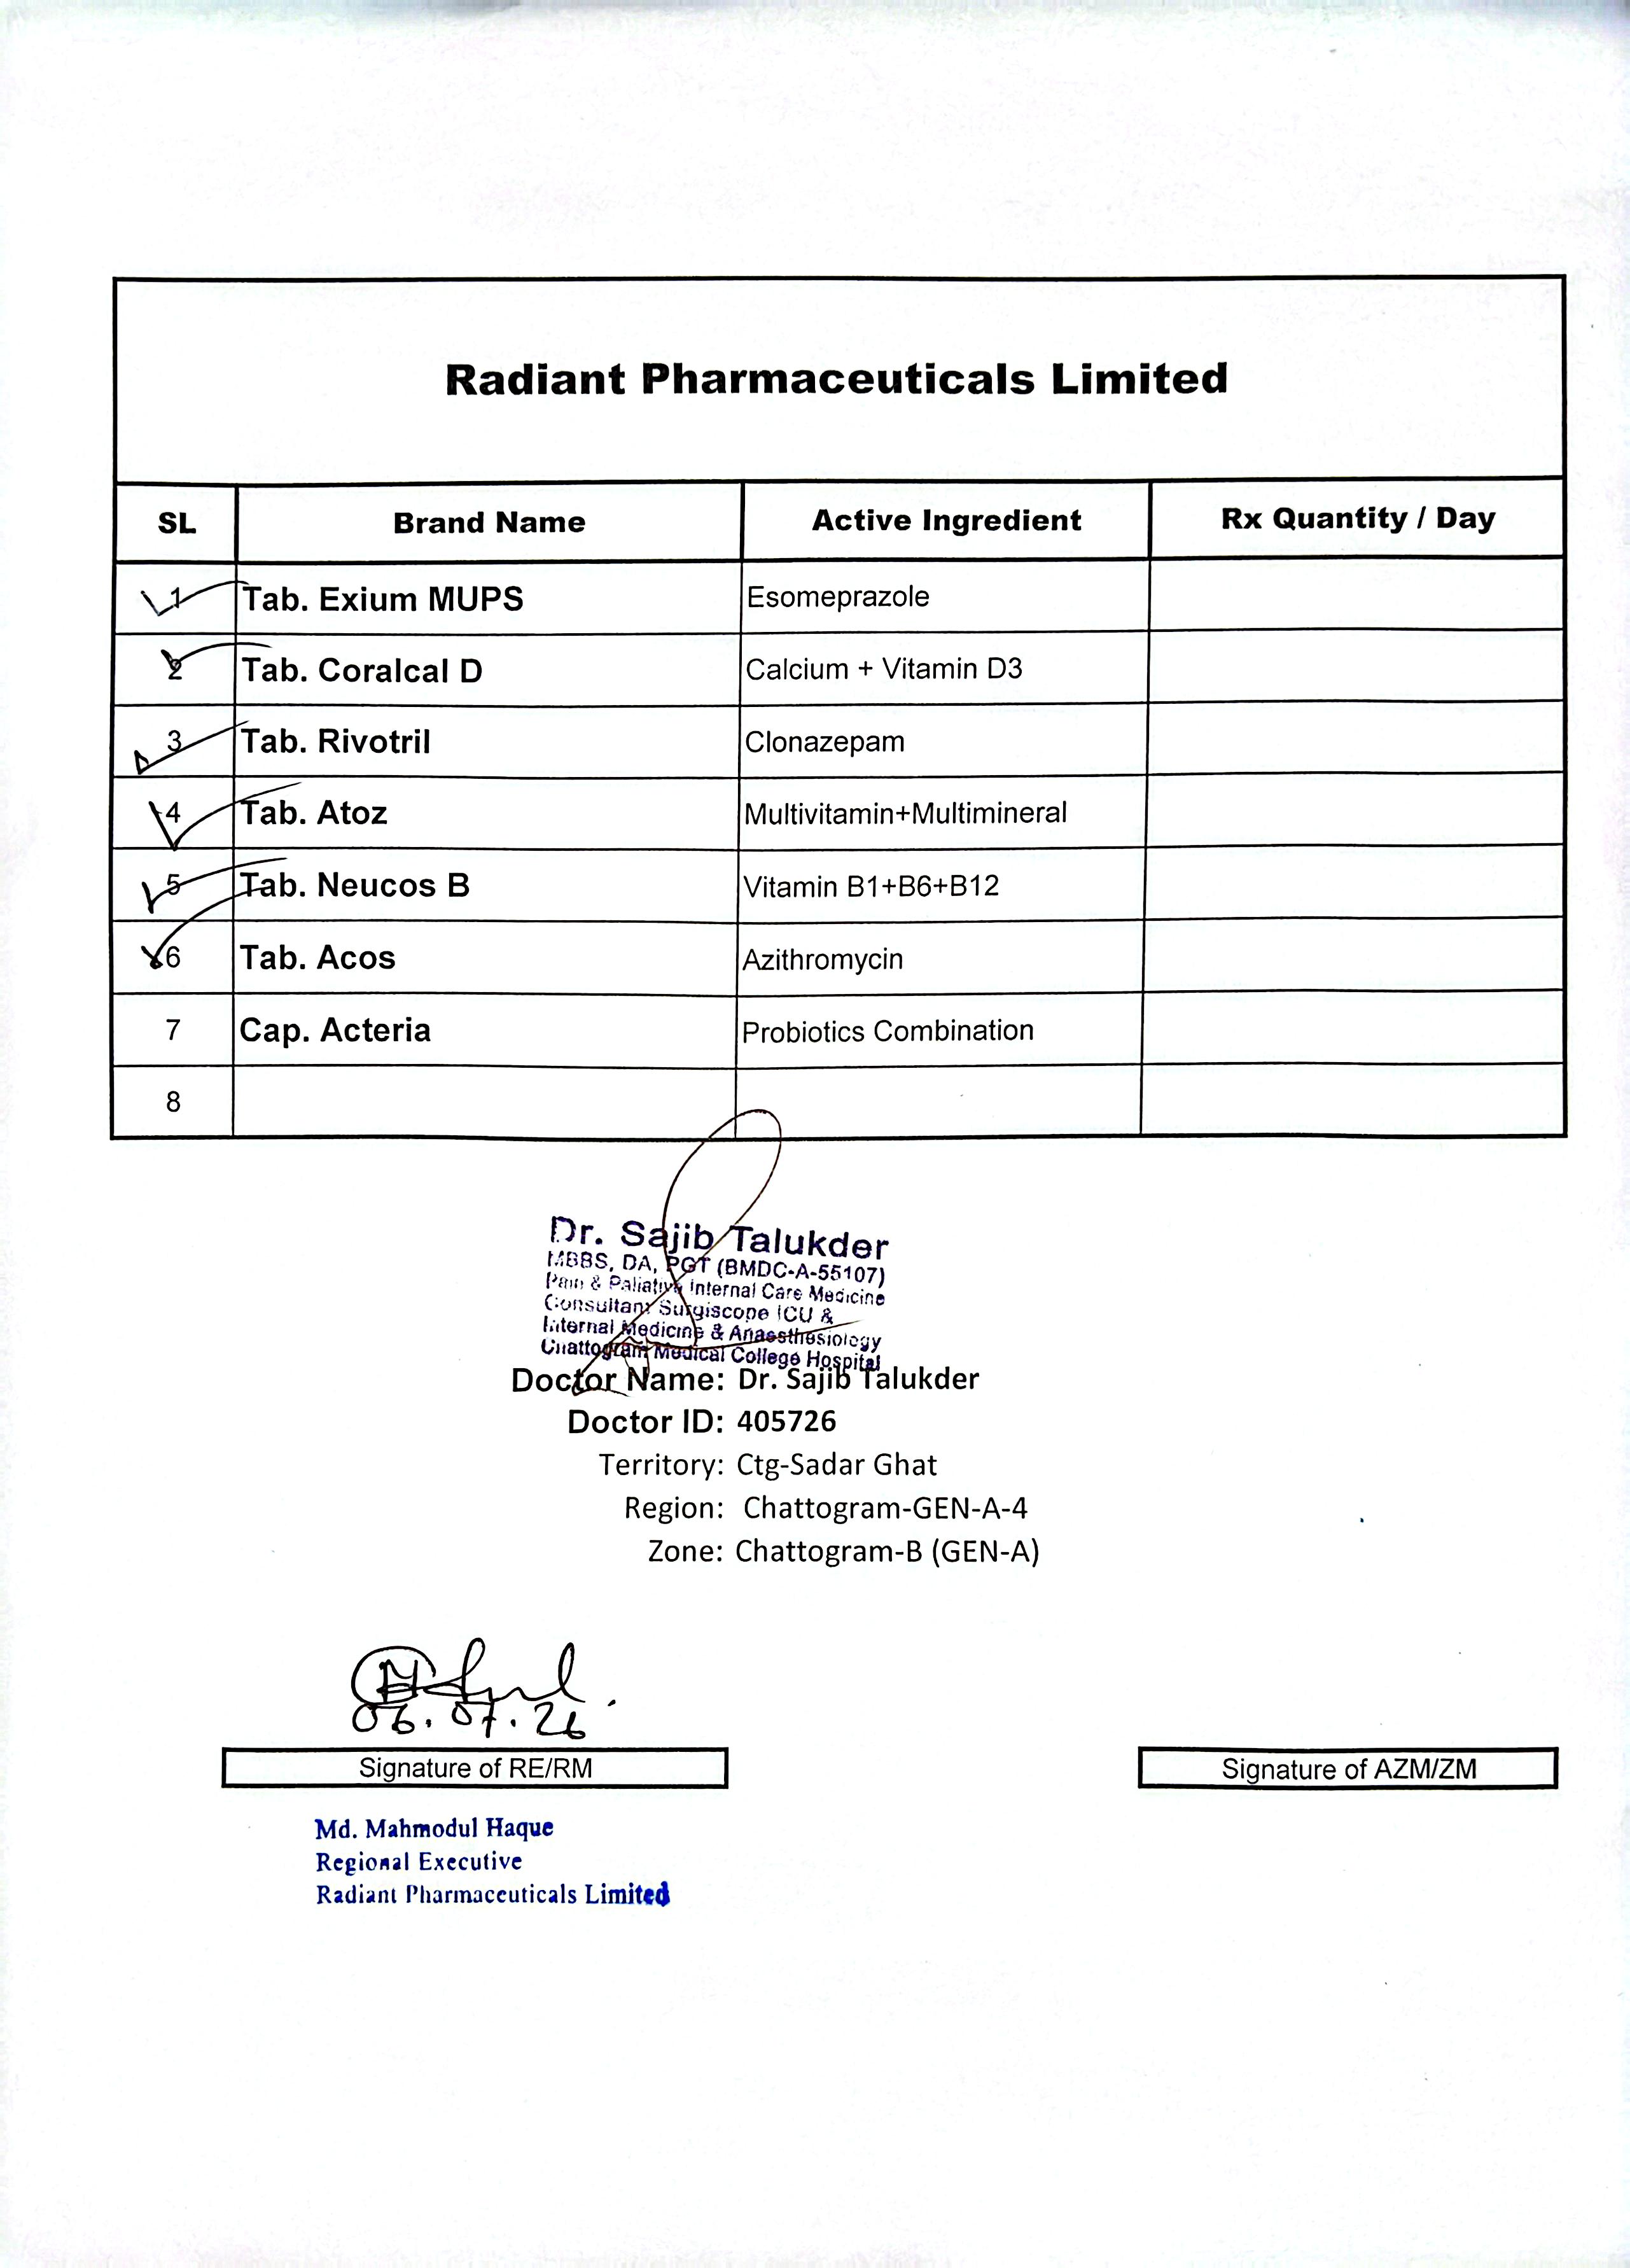 Radiant Pharmaceuticals Limited
SL Brand Name Active Ingredient Rx Quantity / Day
1 Tab. Exium MUPS Esomeprazole
2 Tab. Coralcal D Calcium + Vitamin D3
3 Tab. Rivotril Clonazepam
4 Tab. Atoz Multivitamin+Multimineral
5 Tab. Neucos B Vitamin B1+B6+B12
6 Tab. Acos Azithromycin
7 Cap. Acteria Probiotics Combination
8
Dr. Sajib Talukder
MBBS, DA, PGT (BMDC-A-55107)
Pain & Paliative Internal Care Medicine
Consultant Surgiscope ICU &
Internal Medicine & Anaesthesiology
Chattogram Medical College Hospital
Doctor Name: Dr. Sajib Talukder
Doctor ID: 405726
Territory: Ctg-Sadar Ghat
Region: Chattogram-GEN-A-4
Zone: Chattogram-B (GEN-A)
06.07.26
Signature of RE/RM Signature of AZM/ZM
Md. Mahmodul Haque
Regional Executive
Radiant Pharmaceuticals Limited